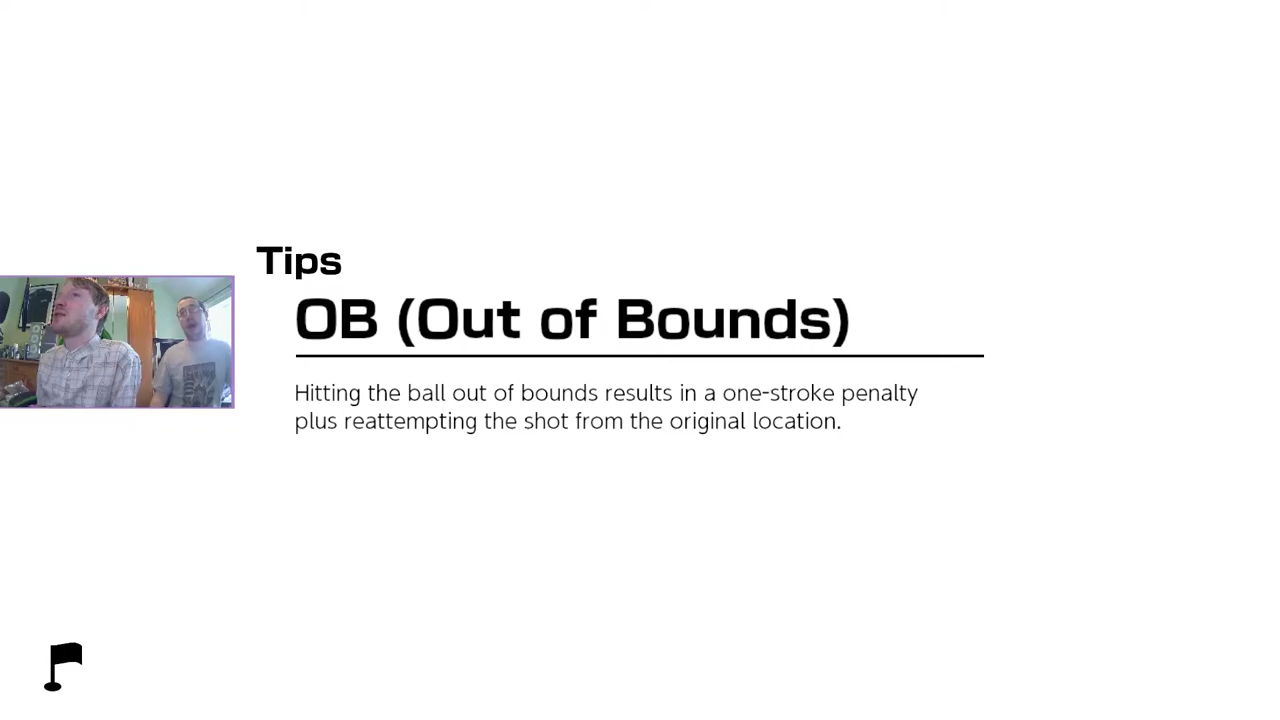 Tips
OB (Out of Bounds)
Hitting the ball out of bounds results in a one-stroke penalty
plus reattempting the shot from the original location.